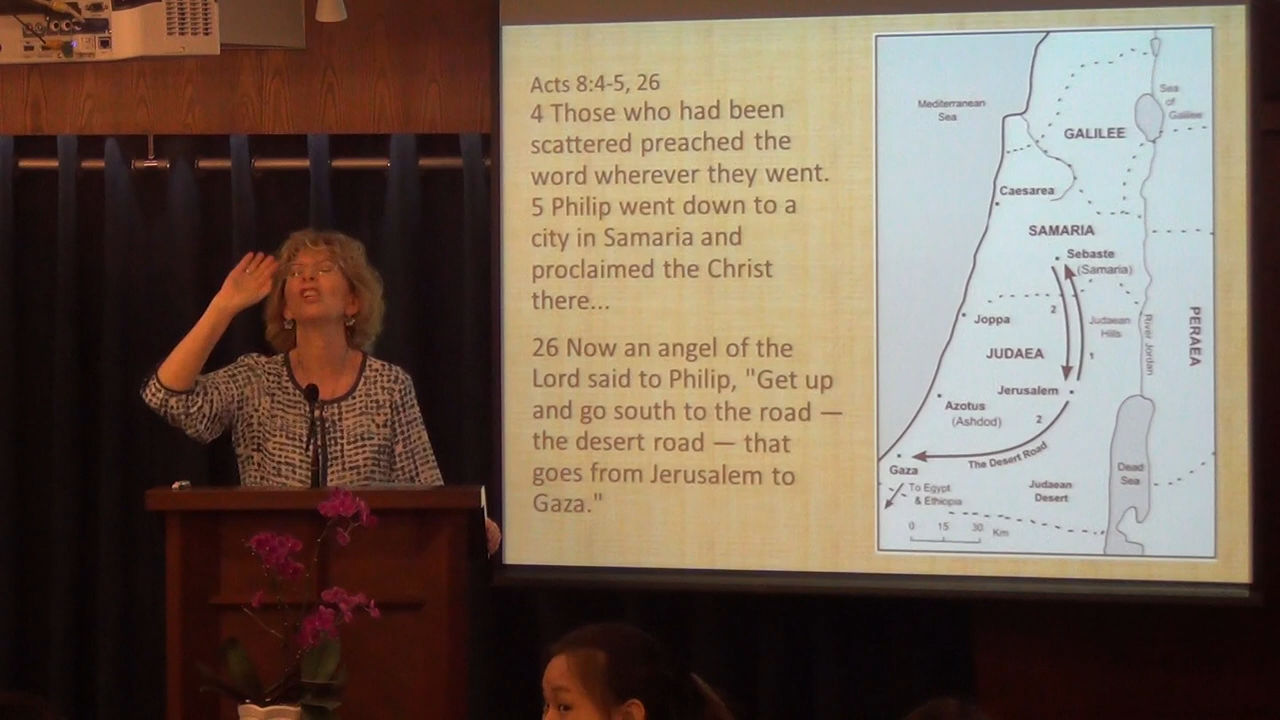 Acts 8:4-5, 26
4 Those who had been
scattered preached the
word wherever they went.
5 Philip went down to a
city in Samaria and
proclaimed the Christ
there...
26 Now an angel of the
Lord said to Philip, "Get up
and go south to the road —
the desert road — that
goes from Jerusalem to
Gaza."
Mediterranean
Sea
Sea
of
Galilee
GALILEE
Caesarea
SAMARIA
Sebaste
(Samaria)
2
Joppa
Judaean
Hills
River Jordan
PERAEA
JUDAEA
1
Jerusalem
Azotus
(Ashdod)
2
The Desert Road
Gaza
To Egypt
& Ethiopia
Judaean
Desert
Dead
Sea
0 15 30 Km